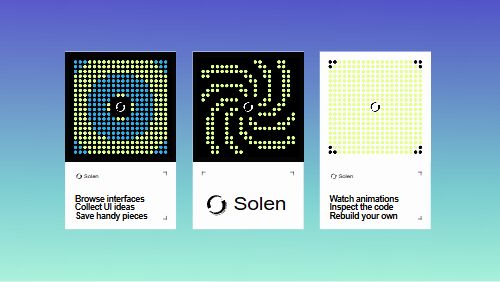 Solen
Browse interfaces
Collect UI ideas
Save handy pieces
Solen
Solen
Watch animations
Inspect the code
Rebuild your own